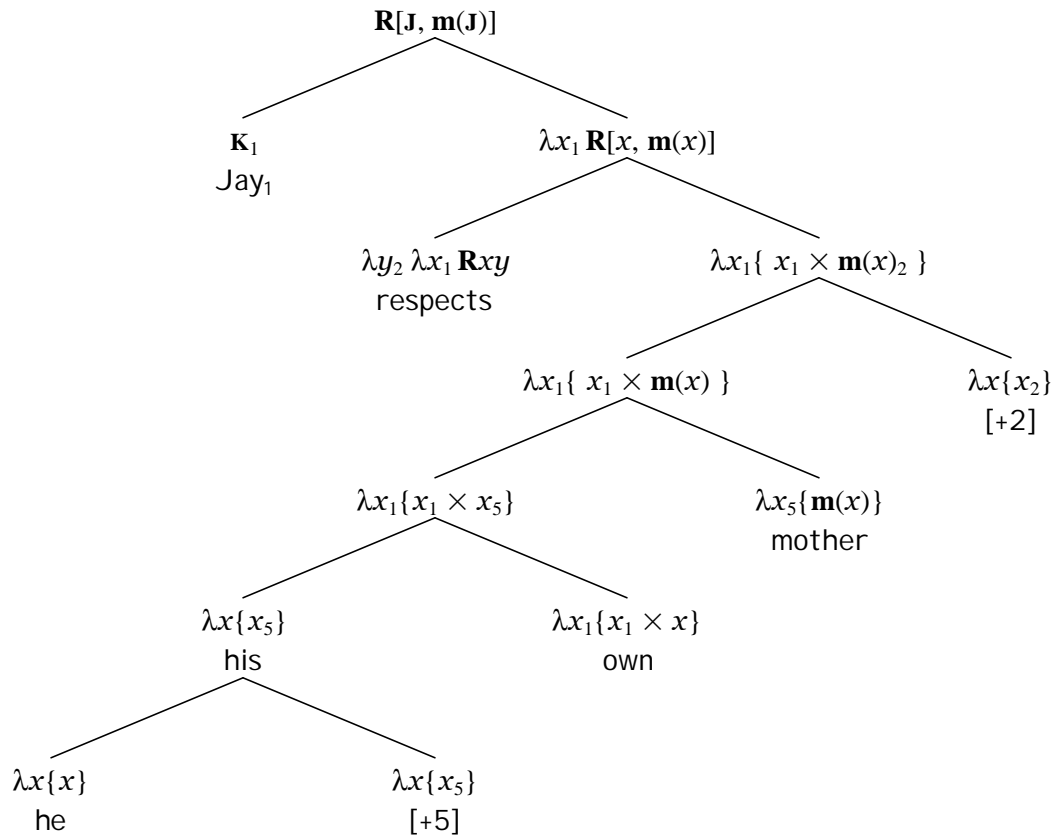 R[J, m(J)]
K₁ λx₁ R[x, m(x)]
Jay₁
λy₂ λx₁ Rxy λx₁{ x₁ × m(x)₂ }
respects
λx₁{ x₁ × m(x) } λx{x₂}
[+2]
λx₁{x₁ × x₅} λx₅{m(x)}
mother
λx{x₅} λx₁{x₁ × x}
his own
λx{x} λx{x₅}
he [+5]